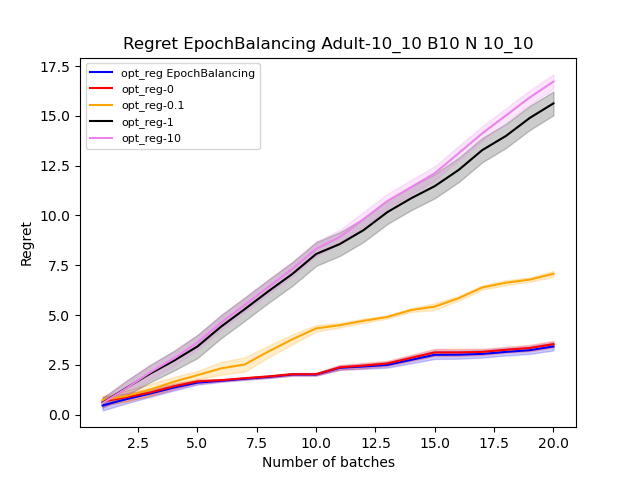 Regret EpochBalancing Adult-10_10 B10 N 10_10
opt_reg EpochBalancing
opt_reg-0
opt_reg-0.1
opt_reg-1
opt_reg-10
Regret
17.5
15.0
12.5
10.0
7.5
5.0
2.5
0.0
2.5 5.0 7.5 10.0 12.5 15.0 17.5 20.0
Number of batches